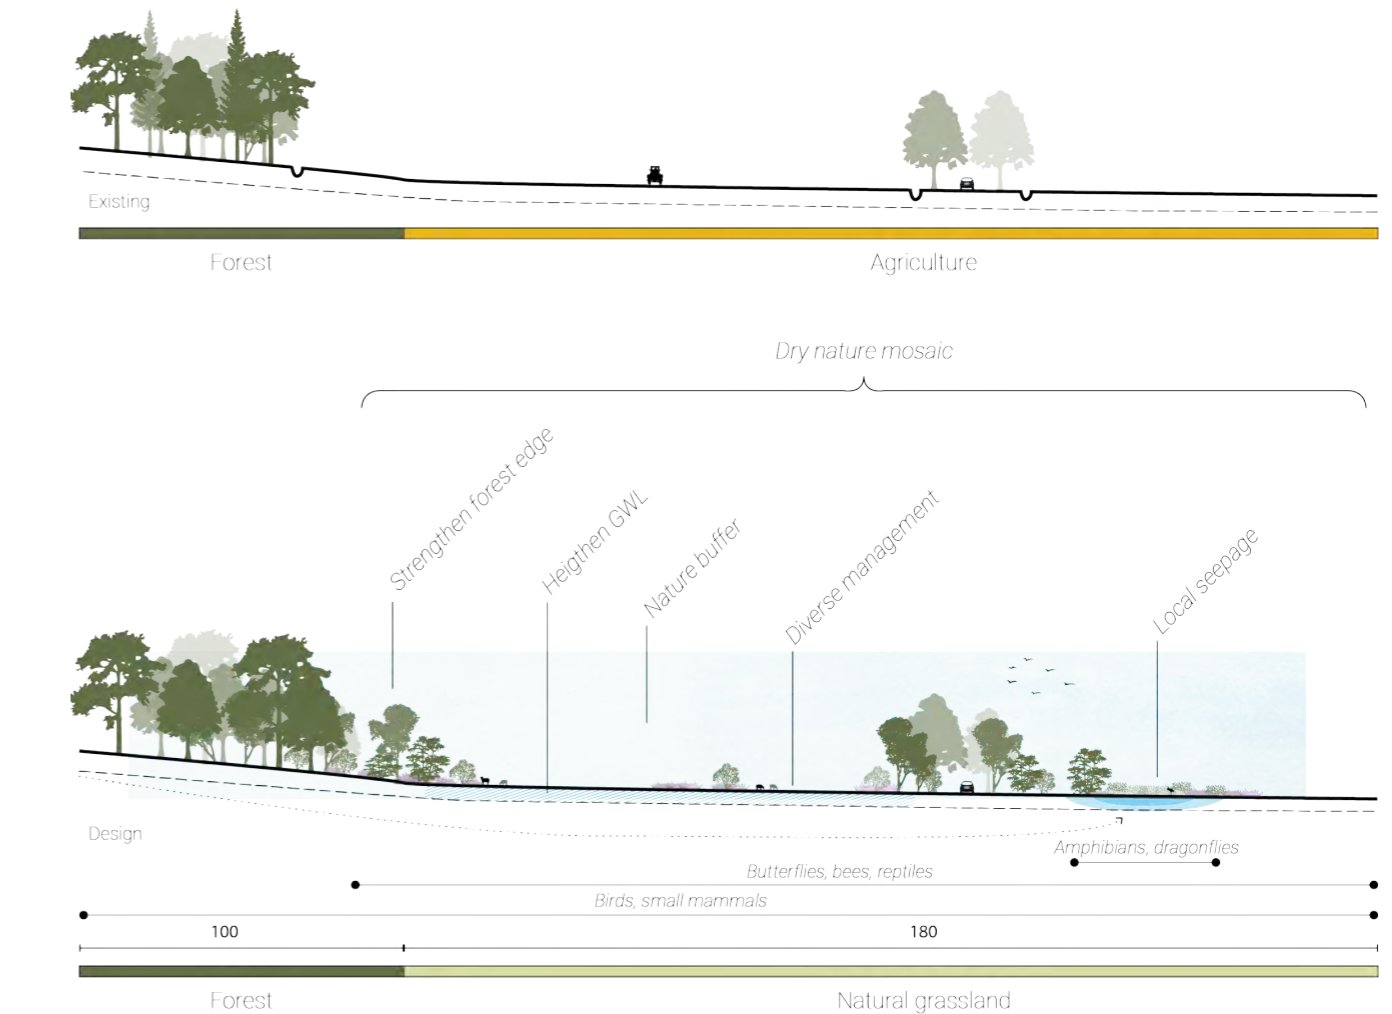 Existing
Forest
Agriculture
Dry nature mosaic
Strengthen forest edge
Heigthen GWL
Nature buffer
Diverse management
Local seepage
Design
Amphibians, dragonflies
Butterflies, bees, reptiles
Birds, small mammals
100
180
Forest
Natural grassland